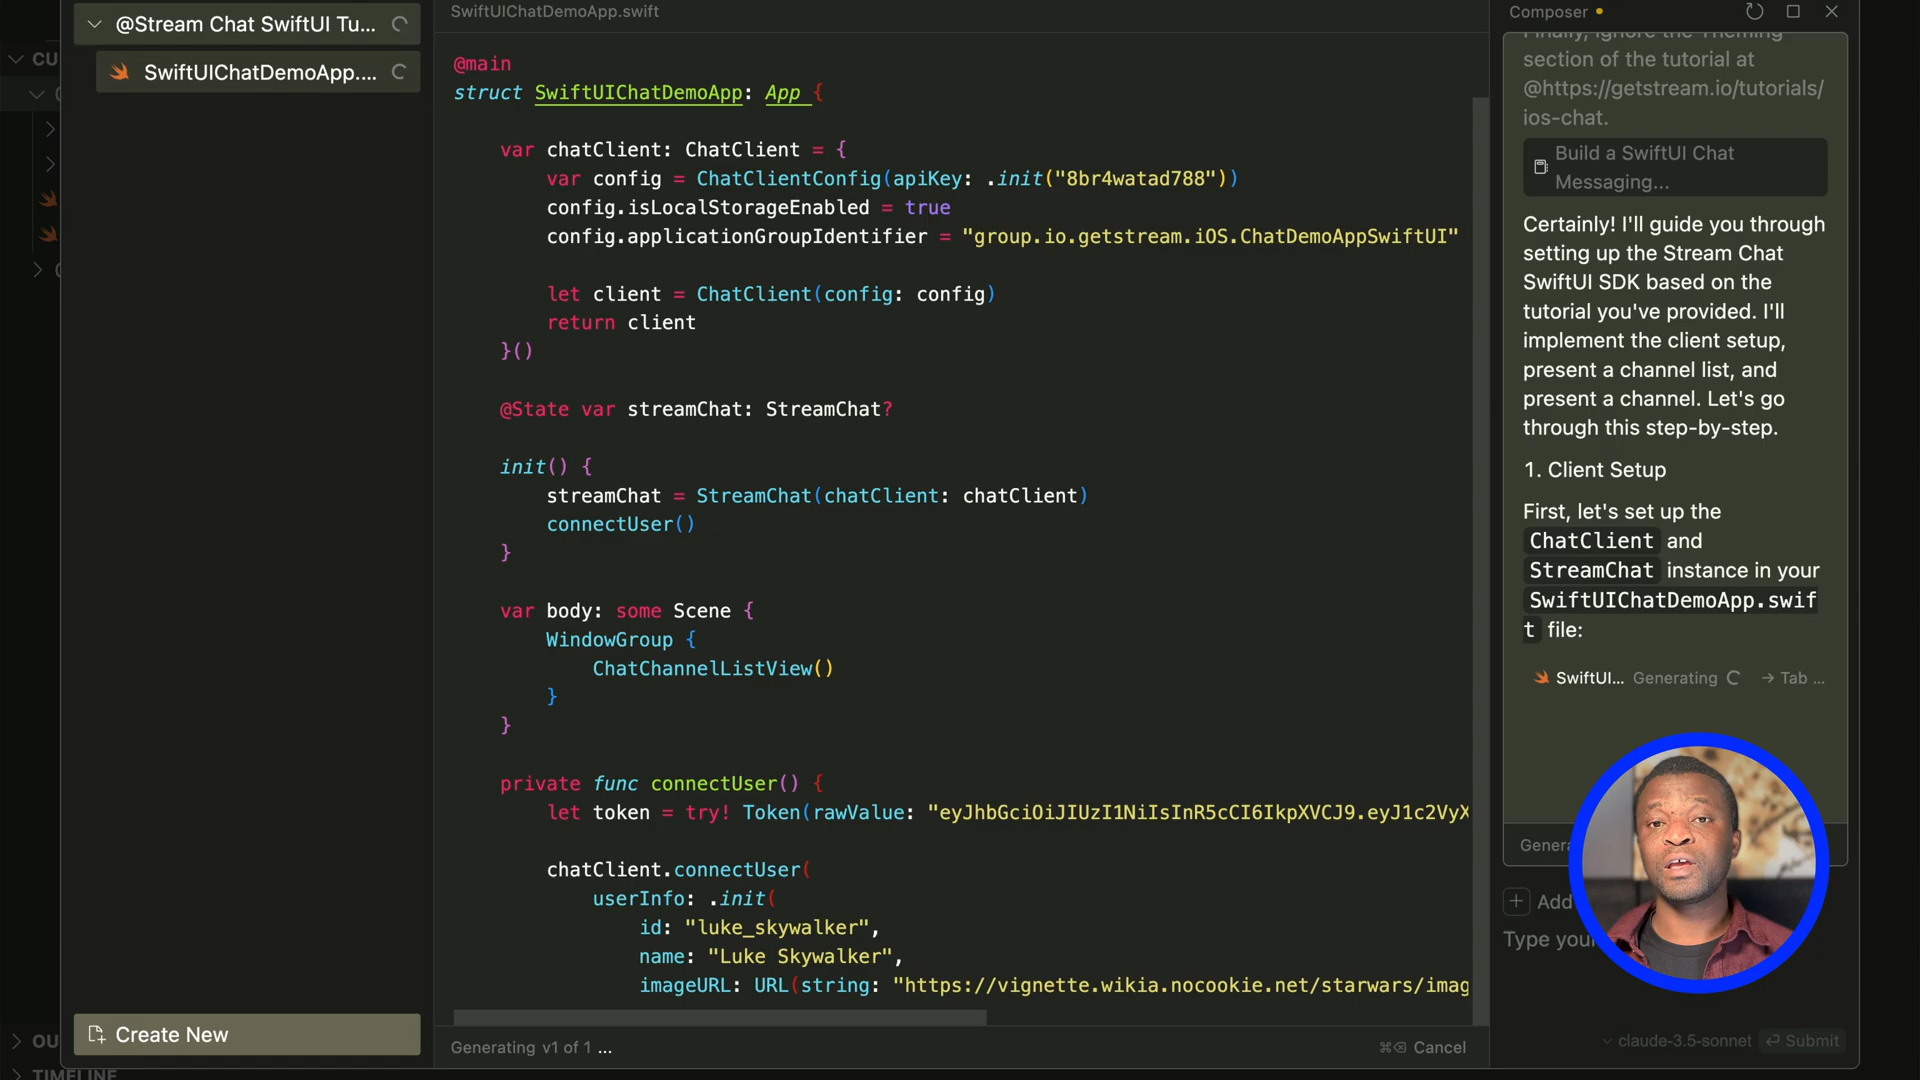 @Stream Chat SwiftUI Tu...
SwiftUIChatDemoApp....
CU
OU
TIMELINE
Create New
SwiftUIChatDemoApp.swift
@main
struct SwiftUIChatDemoApp: App {
var chatClient: ChatClient = {
var config = ChatClientConfig(apiKey: .init("8br4watad788"))
config.isLocalStorageEnabled = true
config.applicationGroupIdentifier = "group.io.getstream.iOS.ChatDemoAppSwiftUI"
let client = ChatClient(config: config)
return client
}()
@State var streamChat: StreamChat?
init() {
streamChat = StreamChat(chatClient: chatClient)
connectUser()
}
var body: some Scene {
WindowGroup {
ChatChannelListView()
}
}
private func connectUser() {
let token = try! Token(rawValue: "eyJhbGciOiJIUzI1NiIsInR5cCI6IkpXVCJ9.eyJ1c2VyX
chatClient.connectUser(
userInfo: .init(
id: "luke_skywalker",
name: "Luke Skywalker",
imageURL: URL(string: "https://vignette.wikia.nocookie.net/starwars/imag
Generating v1 of 1 ...
⌘⌫ Cancel
Composer
Finally, ignore the Theming
section of the tutorial at
@https://getstream.io/tutorials/
ios-chat.
Build a SwiftUI Chat
Messaging...
Certainly! I'll guide you through
setting up the Stream Chat
SwiftUI SDK based on the
tutorial you've provided. I'll
implement the client setup,
present a channel list, and
present a channel. Let's go
through this step-by-step.
1. Client Setup
First, let's set up the
ChatClient and
StreamChat instance in your
SwiftUIChatDemoApp.swif
t file:
SwiftUI... Generating → Tab ...
Genera
+ Add
Type your
claude-3.5-sonnet
↵ Submit